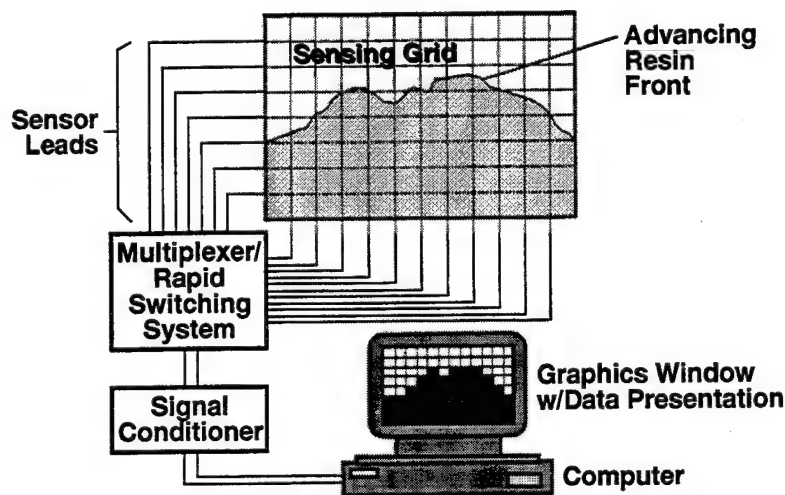 Sensing Grid
Advancing
Resin
Front
Sensor
Leads
Multiplexer/
Rapid
Switching
System
Graphics Window
w/Data Presentation
Signal
Conditioner
Computer